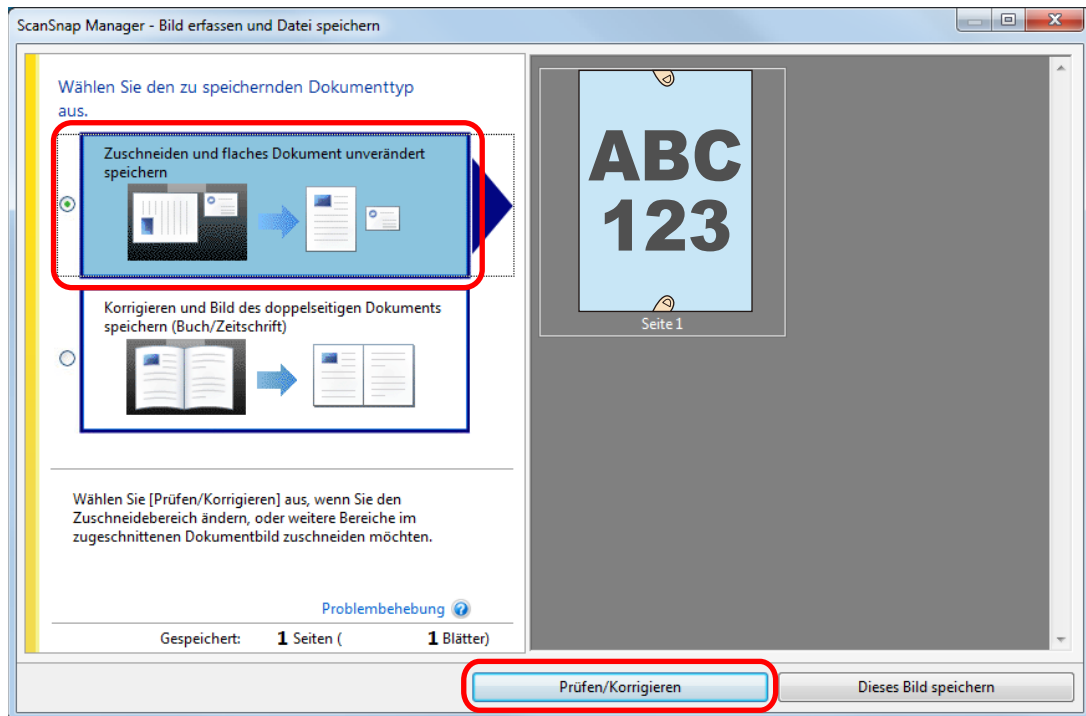 ScanSnap Manager - Bild erfassen und Datei speichern
Wählen Sie den zu speichernden Dokumenttyp
aus.
Zuschneiden und flaches Dokument unverändert
speichern
Korrigieren und Bild des doppelseitigen Dokuments
speichern (Buch/Zeitschrift)
Wählen Sie [Prüfen/Korrigieren] aus, wenn Sie den
Zuschneidebereich ändern, oder weitere Bereiche im
zugeschnittenen Dokumentbild zuschneiden möchten.
Problembehebung
Gespeichert: 1 Seiten ( 1 Blätter)
ABC
123
Seite 1
Prüfen/Korrigieren
Dieses Bild speichern